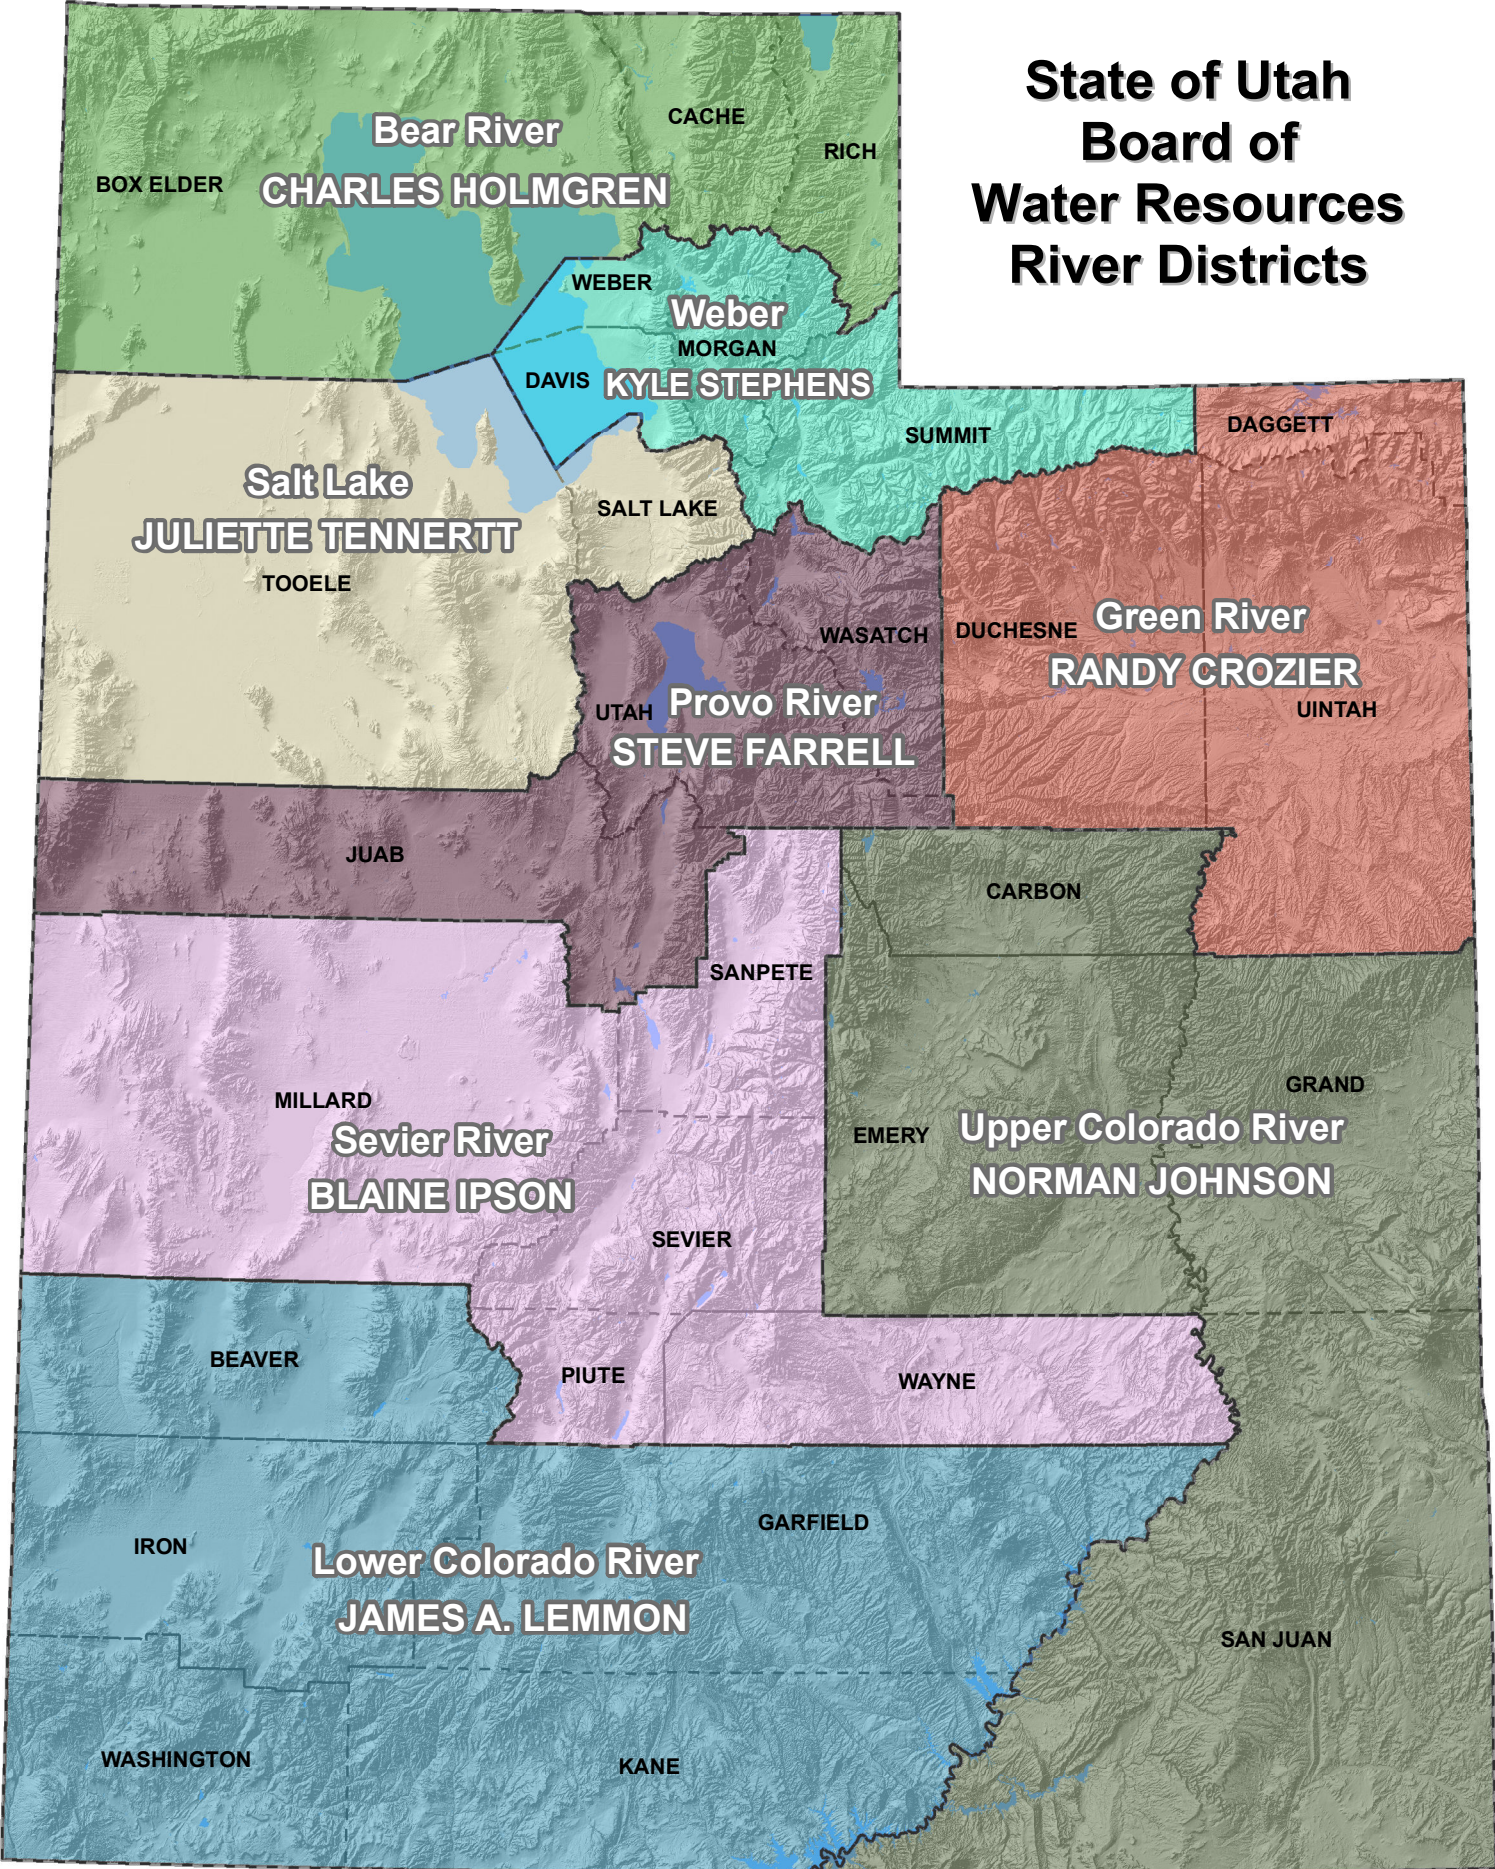 State of Utah
Board of
Water Resources
River Districts
CACHE
Bear River
RICH
BOX ELDER
CHARLES HOLMGREN
WEBER
Weber
MORGAN
DAVIS
KYLE STEPHENS
DAGGETT
SUMMIT
Salt Lake
SALT LAKE
JULIETTE TENNERTT
TOOELE
Green River
DUCHESNE
WASATCH
RANDY CROZIER
UINTAH
Provo River
UTAH
STEVE FARRELL
JUAB
CARBON
SANPETE
GRAND
MILLARD
Upper Colorado River
EMERY
Sevier River
NORMAN JOHNSON
BLAINE IPSON
SEVIER
BEAVER
PIUTE
WAYNE
GARFIELD
IRON
Lower Colorado River
JAMES A. LEMMON
SAN JUAN
WASHINGTON
KANE